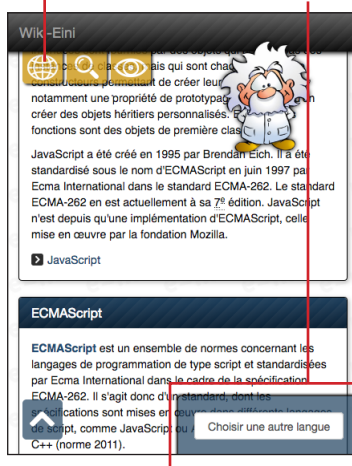 Wiki-Eini
des objets qui
mais qui sont
constructeurs permettant de créer
notamment une propriété de
créer des objets héritiers personnalisés.
fonctions sont des objets de première
JavaScript a été créé en 1995 par Brendan Eich. Il a été
standardisé sous le nom d'ECMAScript en juin 1997 par
Ecma International dans le standard ECMA-262. Le standard
ECMA-262 en est actuellement à sa 7e édition. JavaScript
n'est depuis qu'une implémentation d'ECMAScript, celle
mise en œuvre par la fondation Mozilla.
JavaScript
ECMAScript
ECMAScript est un ensemble de normes concernant les
langages de programmation de type script et standardisées
par Ecma International dans le cadre de la spécification
ECMA-262. Il s'agit donc d'un standard, dont les
spécifications sont mises en œuvre dans différents langages
de script, comme JavaScript ou
C++ (norme 2011).
Choisir une autre langue